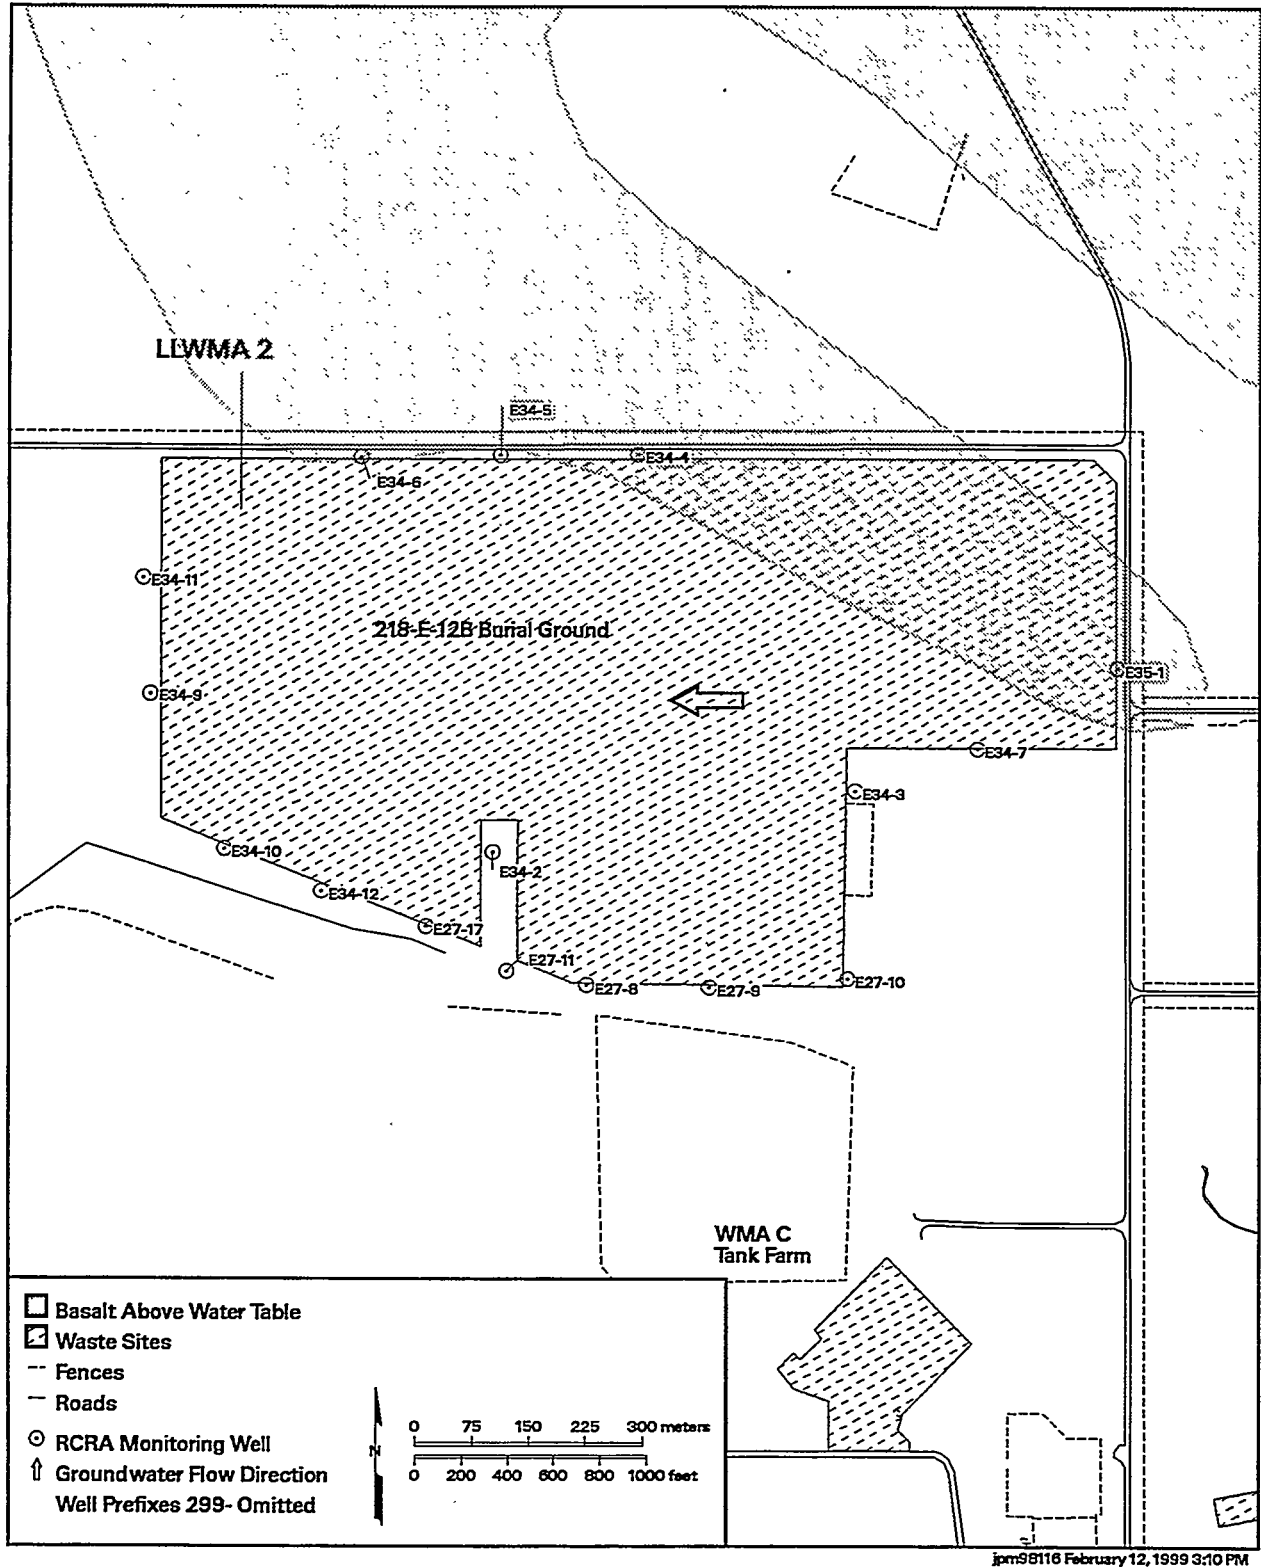 LLWMA 2
E34-5
E34-4
E34-6
E34-11
218-E-12B Burial Ground
E34-9
E35-1
E34-7
E34-3
E34-10
E34-2
E34-12
E27-17
E27-11
E27-8
E27-9
E27-10
WMA C
Tank Farm
Basalt Above Water Table
Waste Sites
Fences
Roads
RCRA Monitoring Well
Groundwater Flow Direction
Well Prefixes 299- Omitted
N
0 75 150 225 300 meters
0 200 400 600 800 1000 feet
jpm98116 February 12, 1999 3:10 PM